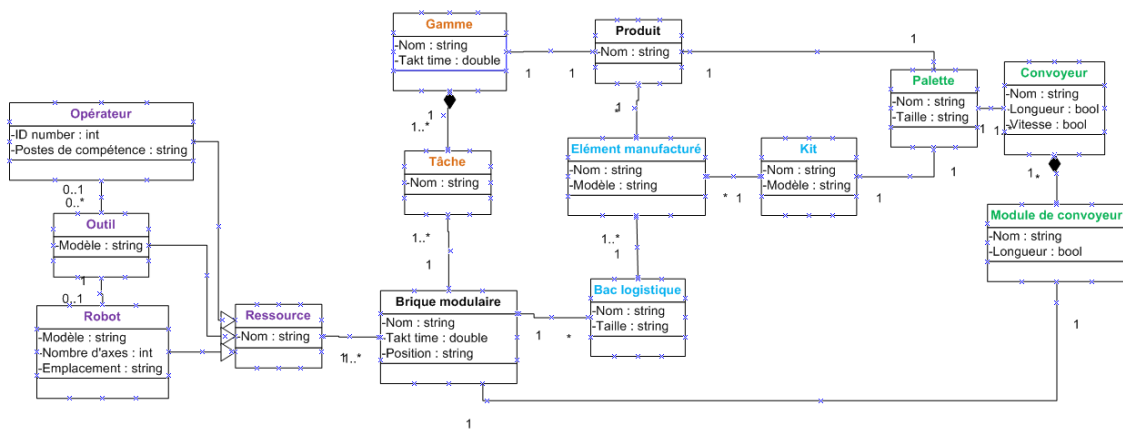 Gamme
-Nom : string
-Takt time : double
1
1
Produit
-Nom : string
1
1
Palette
-Nom : string
-Taille : string
1
1..*
1
Convoyeur
-Nom : string
-Longueur : bool
-Vitesse : bool
1
1..*
Opérateur
-ID number : int
-Postes de compétence : string
0..1
0..*
Outil
-Modèle : string
1
0..1
Robot
-Modèle : string
-Nombre d'axes : int
-Emplacement : string
Ressource
-Nom : string
1
1..*
Tâche
-Nom : string
1..*
1
Brique modulaire
-Nom : string
-Takt time : double
-Position : string
1..*
1
1
*
1
*
Elément manufacturé
-Nom : string
-Modèle : string
*
1
Kit
-Nom : string
-Modèle : string
1
1..*
1
Bac logistique
-Nom : string
-Taille : string
Module de convoyeur
-Nom : string
-Longueur : bool
1
1